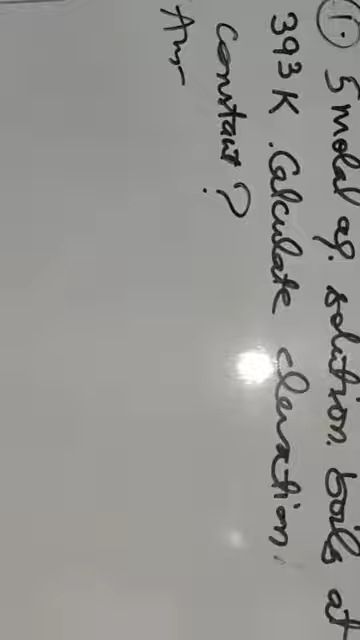 ①. 5 molal aq. solution boils at
393 K. Calculate elevation
constant ?
Ans